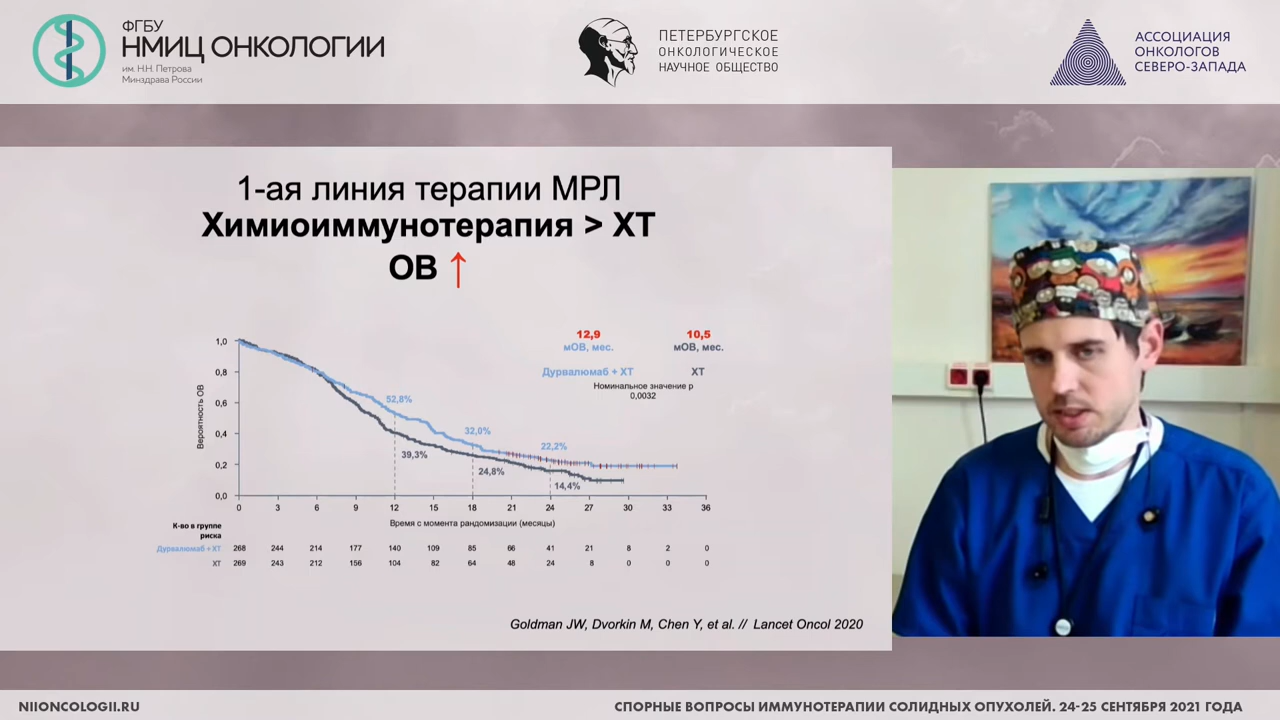 ФГБУ
НМИЦ ОНКОЛОГИИ
им. Н.Н. Петрова
Минздрава России
ПЕТЕРБУРГСКОЕ
ОНКОЛОГИЧЕСКОЕ
НАУЧНОЕ ОБЩЕСТВО
АССОЦИАЦИЯ
ОНКОЛОГОВ
СЕВЕРО-ЗАПАДА
1-ая линия терапии МРЛ
Химиоиммунотерапия > ХТ
ОВ ↑
12,9 10,5
мОВ, мес. мОВ, мес.
Дурвалюмаб + ХТ ХТ
Номинальное значение p
0,0032
Вероятность ОВ
1,0
0,8
0,6
0,4
0,2
0,0
52,8%
32,0%
22,2%
39,3%
24,8%
14,4%
0 3 6 9 12 15 18 21 24 27 30 33 36
Время с момента рандомизации (месяцы)
К-во в группе
риска
Дурвалюмаб + ХТ 268 244 214 177 140 109 85 66 41 21 8 2 0
ХТ 269 243 212 156 104 82 64 48 24 8 0 0 0
Goldman JW, Dvorkin M, Chen Y, et al. // Lancet Oncol 2020
NIIONCOLOGII.RU
СПОРНЫЕ ВОПРОСЫ ИММУНОТЕРАПИИ СОЛИДНЫХ ОПУХОЛЕЙ. 24-25 СЕНТЯБРЯ 2021 ГОДА